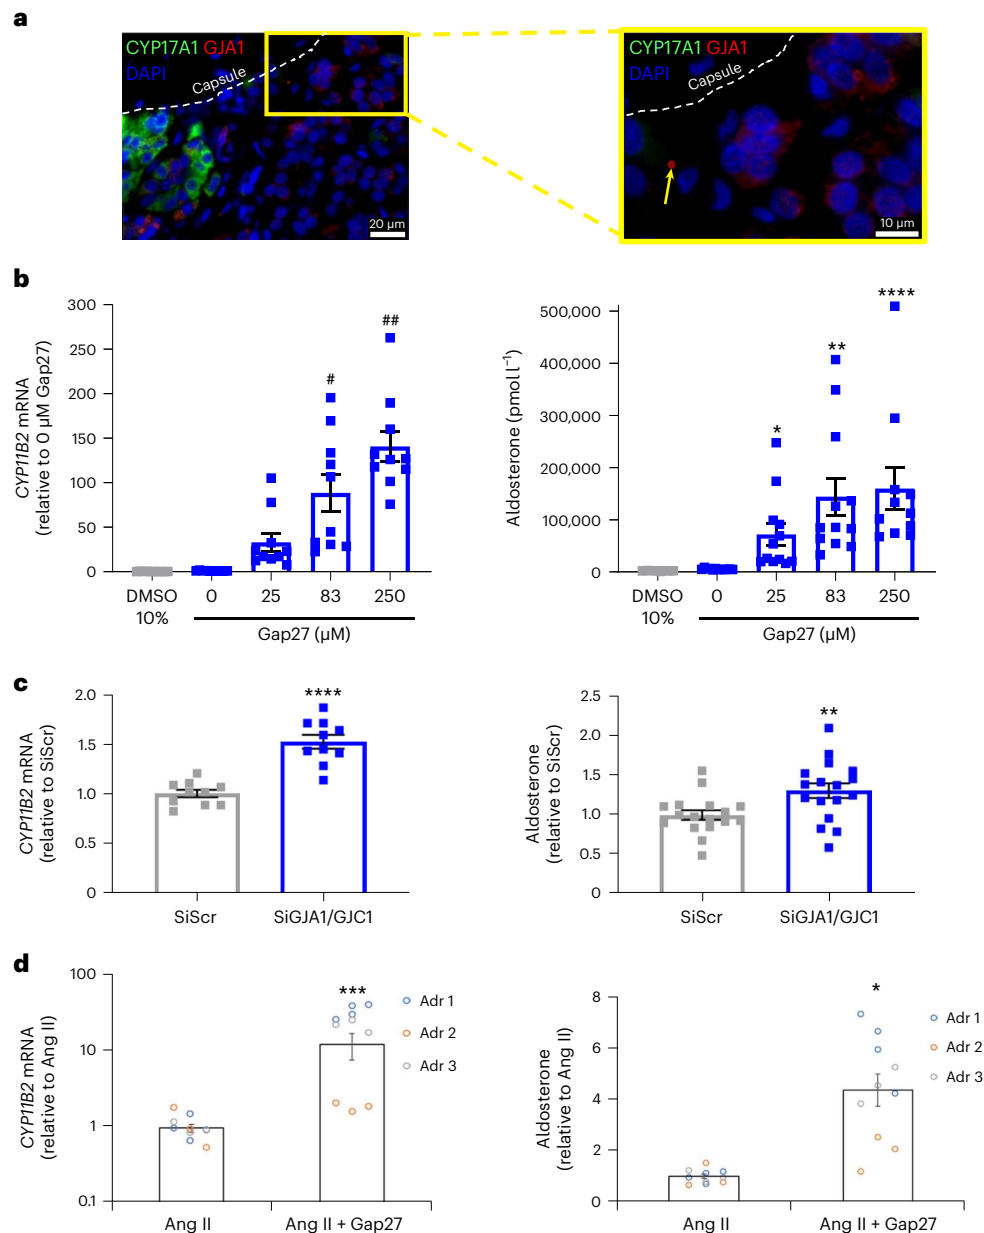 a
CYP17A1 GJA1
DAPI
Capsule
20 µm
CYP17A1 GJA1
DAPI
Capsule
10 µm
b
CYP11B2 mRNA
(relative to 0 µM Gap27)
300
200
150
100
50
0
#
##
DMSO
10%
0
25
83
250
Gap27 (µM)
Aldosterone (pmol l⁻¹)
500,000
400,000
300,000
200,000
100,000
0
*
**
****
DMSO
10%
0
25
83
250
Gap27 (µM)
c
CYP11B2 mRNA
(relative to SiScr)
2.0
1.5
1.0
0.5
0
****
SiScr
SiGJA1/GJC1
Aldosterone
(relative to SiScr)
2.5
2.0
1.5
1.0
0.5
0
**
SiScr
SiGJA1/GJC1
d
CYP11B2 mRNA
(relative to Ang II)
100
10
1
0.1
***
Adr 1
Adr 2
Adr 3
Ang II
Ang II + Gap27
Aldosterone
(relative to Ang II)
8
6
4
2
0
*
Adr 1
Adr 2
Adr 3
Ang II
Ang II + Gap27